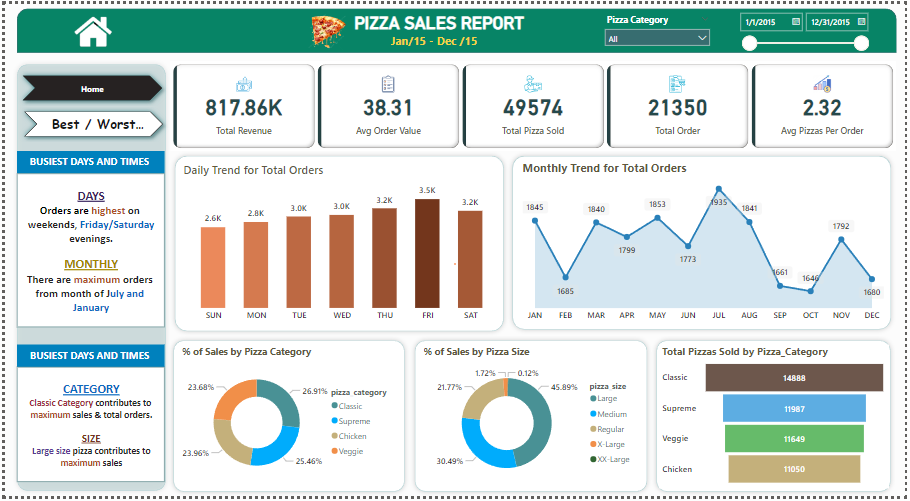 PIZZA SALES REPORT
Jan/15 - Dec /15
Pizza Category
All
1/1/2015
12/31/2015
Home
Best / Worst...
BUSIEST DAYS AND TIMES
DAYS
Orders are highest on
weekends, Friday/Saturday
evenings.
MONTHLY
There are maximum orders
from month of July and
January
BUSIEST DAYS AND TIMES
CATEGORY
Classic Category contributes to
maximum sales & total orders.
SIZE
Large size pizza contributes to
maximum sales
817.86K
Total Revenue
38.31
Avg Order Value
49574
Total Pizza Sold
21350
Total Order
2.32
Avg Pizzas Per Order
Daily Trend for Total Orders
2.6K
2.8K
3.0K
3.0K
3.2K
3.5K
3.2K
SUN
MON
TUE
WED
THU
FRI
SAT
Monthly Trend for Total Orders
1845
1685
1840
1799
1853
1773
1935
1841
1661
1646
1792
1680
JAN
FEB
MAR
APR
MAY
JUN
JUL
AUG
SEP
OCT
NOV
DEC
% of Sales by Pizza Category
23.68%
26.91%
23.96%
25.46%
pizza_category
Classic
Supreme
Chicken
Veggie
% of Sales by Pizza Size
1.72%
0.12%
21.77%
45.89%
30.49%
pizza_size
Large
Medium
Regular
X-Large
XX-Large
Total Pizzas Sold by Pizza_Category
Classic
14888
Supreme
11987
Veggie
11649
Chicken
11050